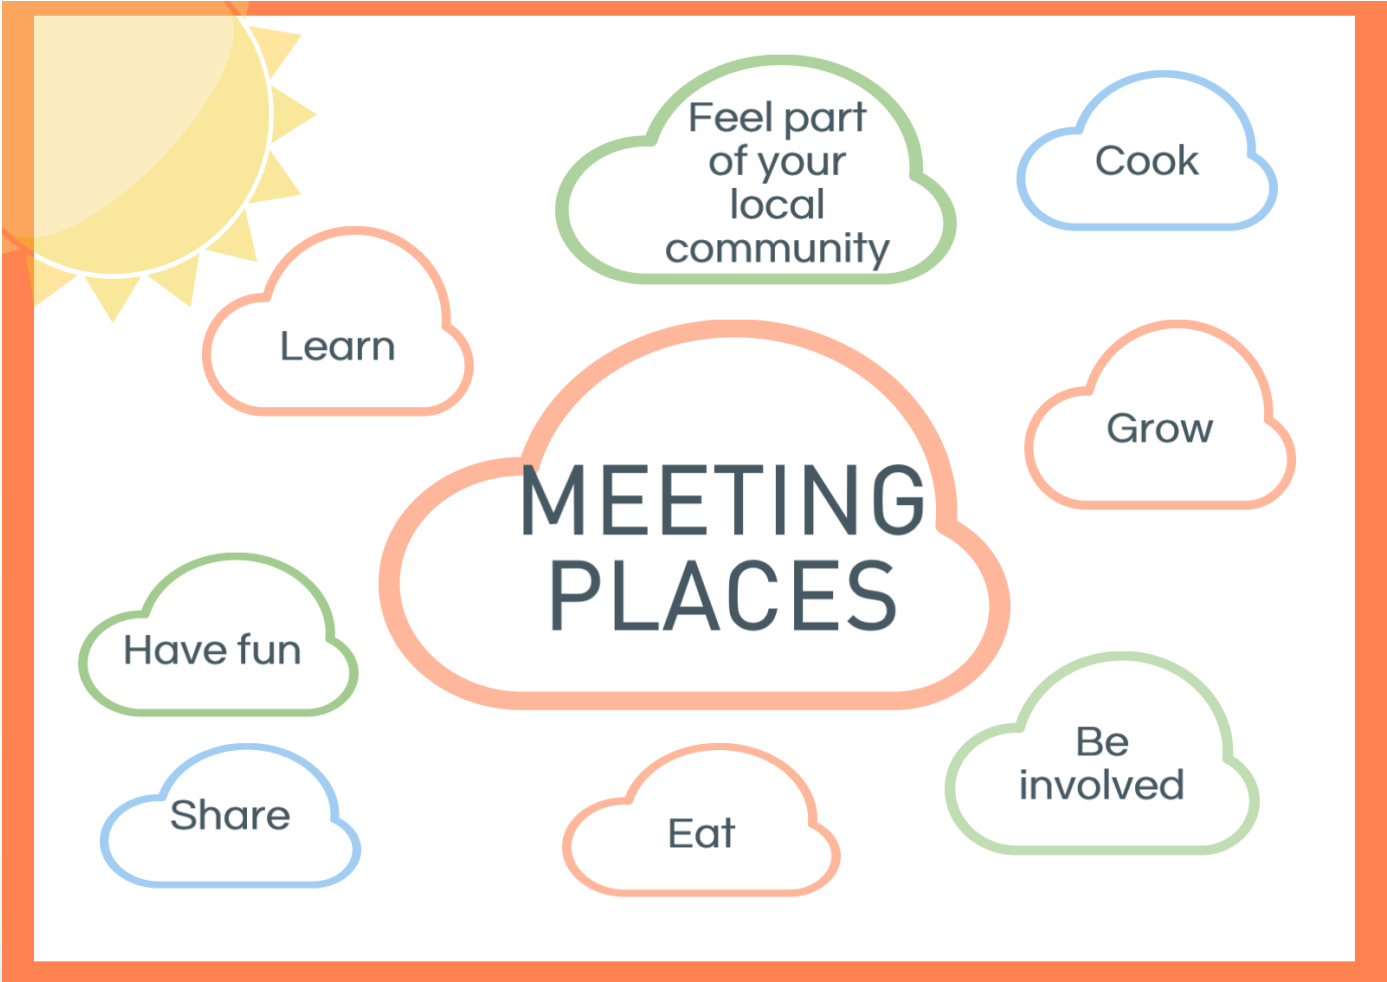 Feel part
of your
local
community
Cook
Learn
Grow
MEETING
PLACES
Have fun
Be
involved
Share
Eat